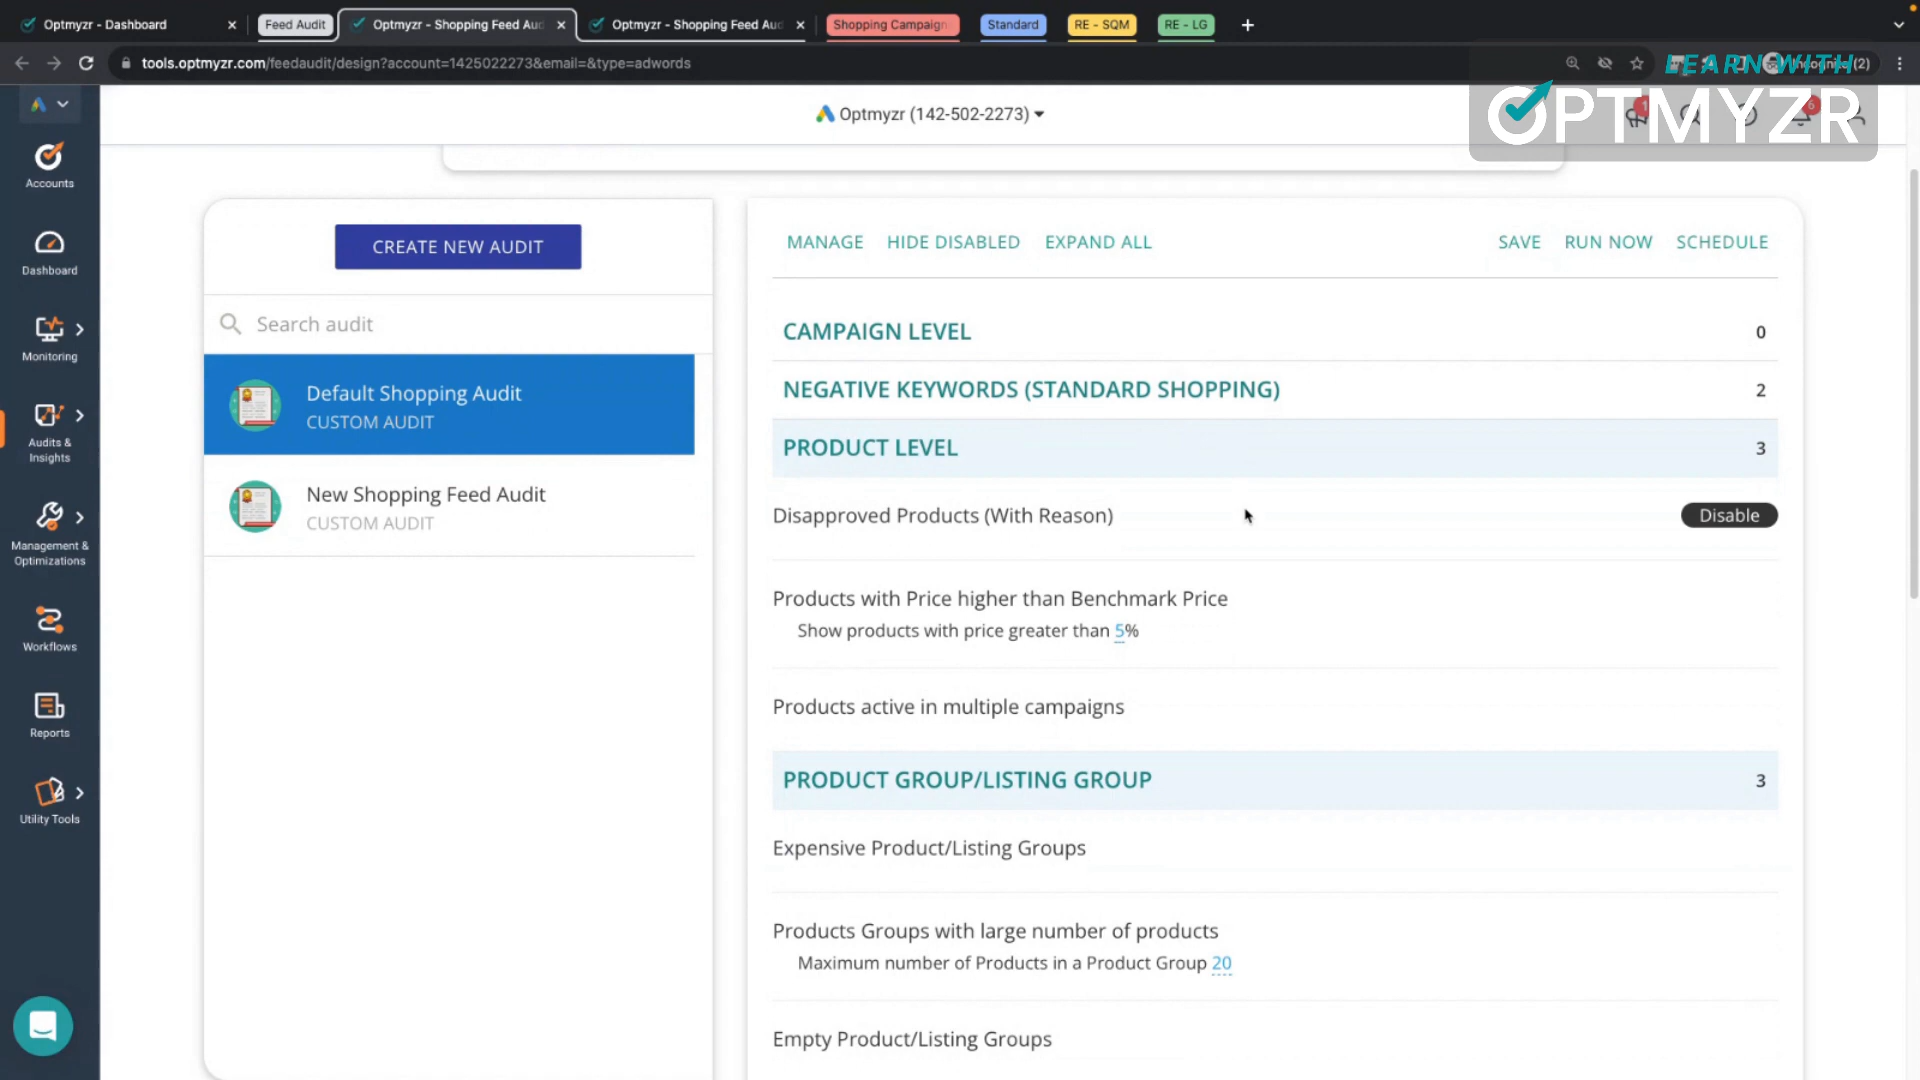 Optmyzr - Dashboard
Feed Audit
Optmyzr - Shopping Feed Au
Optmyzr - Shopping Feed Au
Shopping Campaign
Standard
RE - SQM
RE - LG
tools.optmyzr.com/feedaudit/design?account=1425022273&email=&type=adwords
LEARN WITH
OPTMYZR
Optmyzr (142-502-2273)
1
6
Accounts
Dashboard
Monitoring
Audits &
Insights
Management &
Optimizations
Workflows
Reports
Utility Tools
CREATE NEW AUDIT
Search audit
Default Shopping Audit
CUSTOM AUDIT
New Shopping Feed Audit
CUSTOM AUDIT
MANAGE HIDE DISABLED EXPAND ALL SAVE RUN NOW SCHEDULE
CAMPAIGN LEVEL 0
NEGATIVE KEYWORDS (STANDARD SHOPPING) 2
PRODUCT LEVEL 3
Disapproved Products (With Reason) Disable
Products with Price higher than Benchmark Price
Show products with price greater than 5%
Products active in multiple campaigns
PRODUCT GROUP/LISTING GROUP 3
Expensive Product/Listing Groups
Products Groups with large number of products
Maximum number of Products in a Product Group 20
Empty Product/Listing Groups